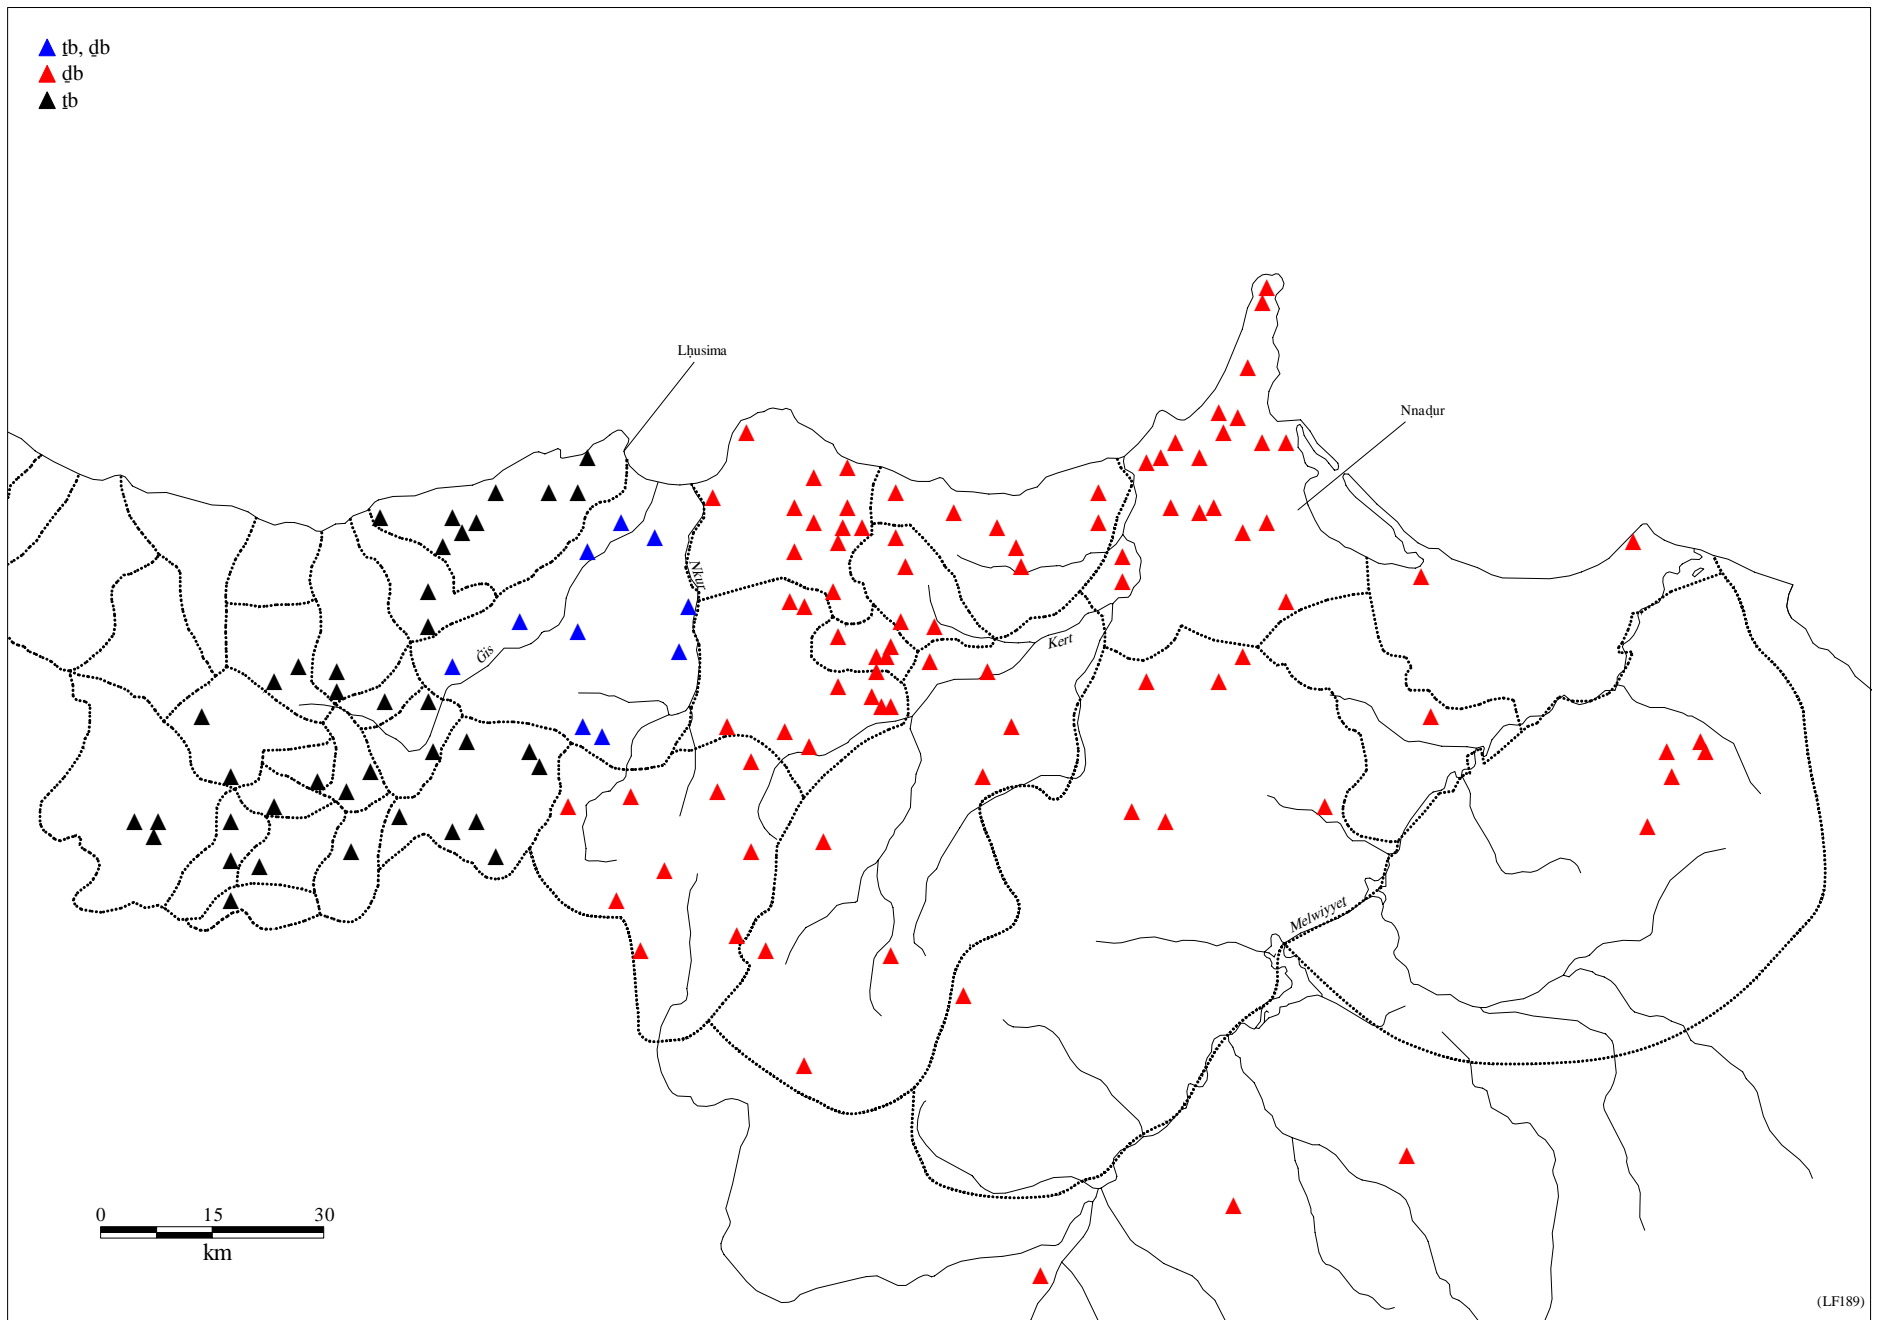 ṯb, ḏb
ḏb
ṯb
Lḥusima
Nnaḍur
Nkur
Ġis
Kert
Melwiyyet
0 15 30
km
(LF189)